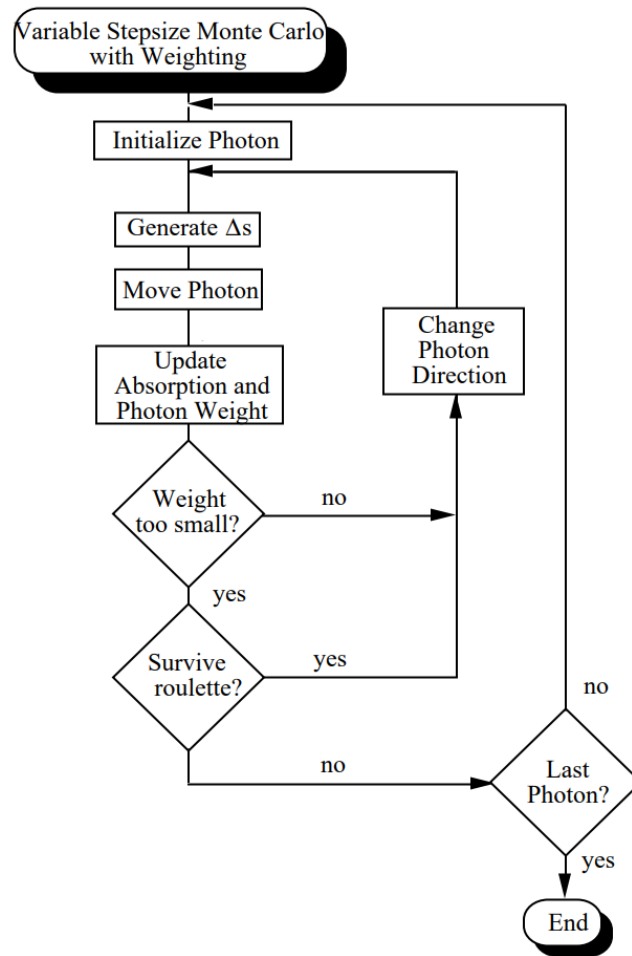 Variable Stepsize Monte Carlo
with Weighting
Initialize Photon
Generate Δs
Move Photon
Update
Absorption and
Photon Weight
Change
Photon
Direction
Weight
too small?
no
yes
Survive
roulette?
yes
no
Last
Photon?
no
yes
End